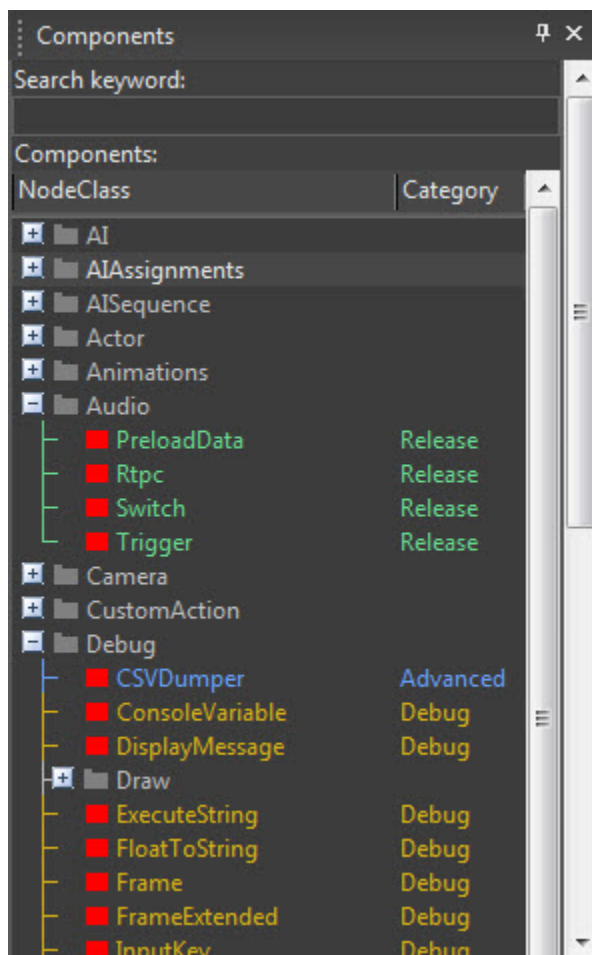 Components
Search keyword:
Components:
NodeClass Category
AI
AIAssignments
AISequence
Actor
Animations
Audio
PreloadData Release
Rtpc Release
Switch Release
Trigger Release
Camera
CustomAction
Debug
CSVDumper Advanced
ConsoleVariable Debug
DisplayMessage Debug
Draw
ExecuteString Debug
FloatToString Debug
Frame Debug
FrameExtended Debug
InputKey Debug